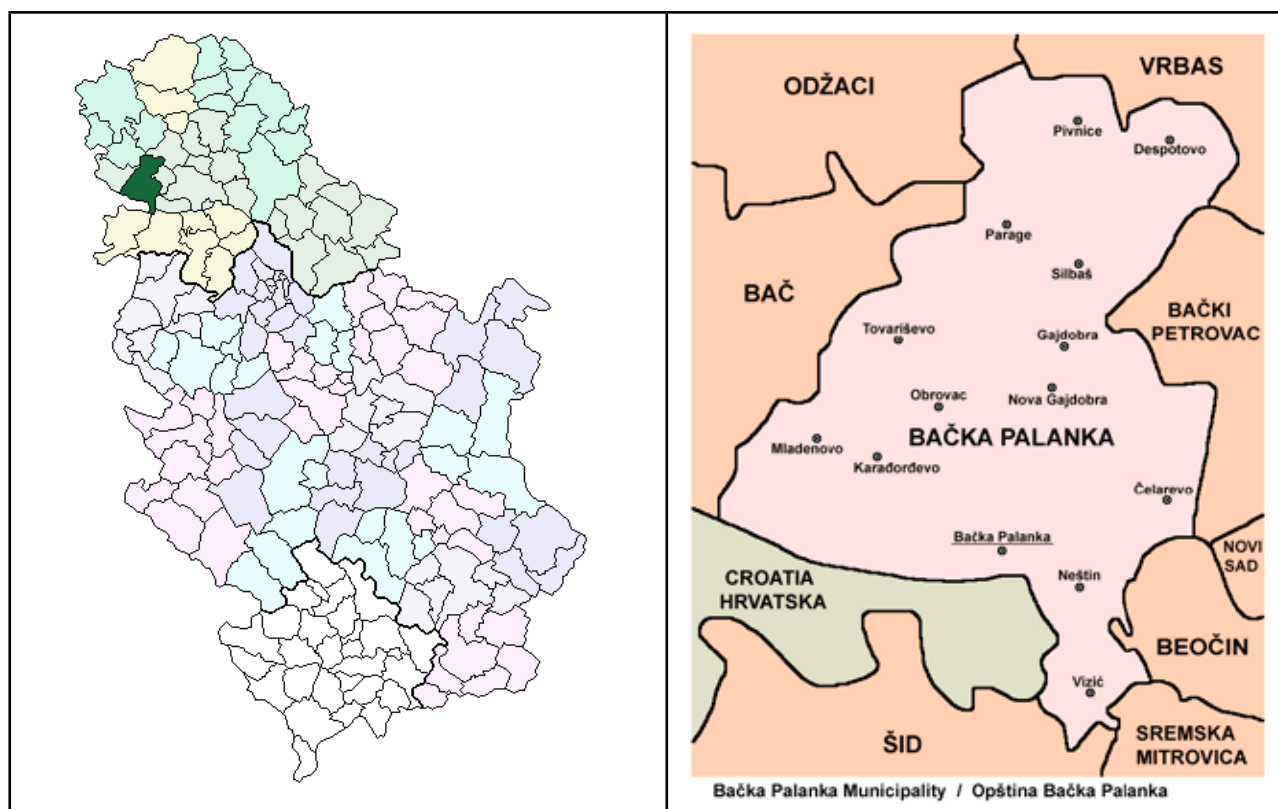 VRBAS
ODŽACI
Pivnice
Despotovo
Parage
Silbaš
BAČ
BAČKI
PETROVAC
Tovariševo
Gajdobra
Nova Gajdobra
Obrovac
BAČKA PALANKA
Mladenovo
Karađorđevo
Čelarevo
Bačka Palanka
NOVI
SAD
CROATIA
HRVATSKA
Neštin
BEOČIN
Vizić
ŠID
SREMSKA
MITROVICA
Bačka Palanka Municipality / Opština Bačka Palanka